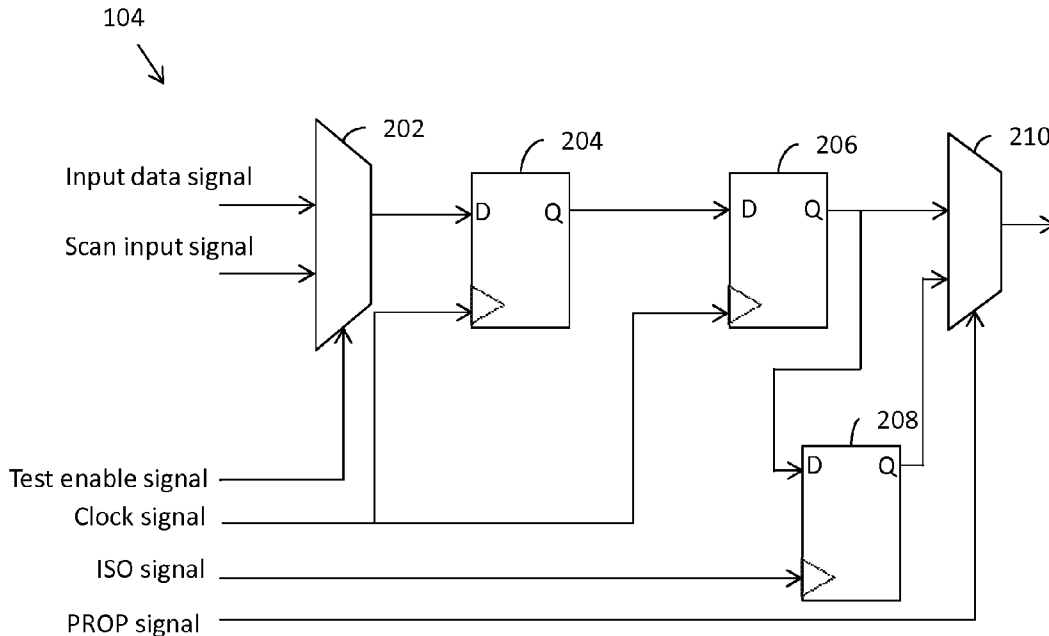 104
202
204
206
210
Input data signal
D Q
D Q
Scan input signal
208
D Q
Test enable signal
Clock signal
ISO signal
PROP signal